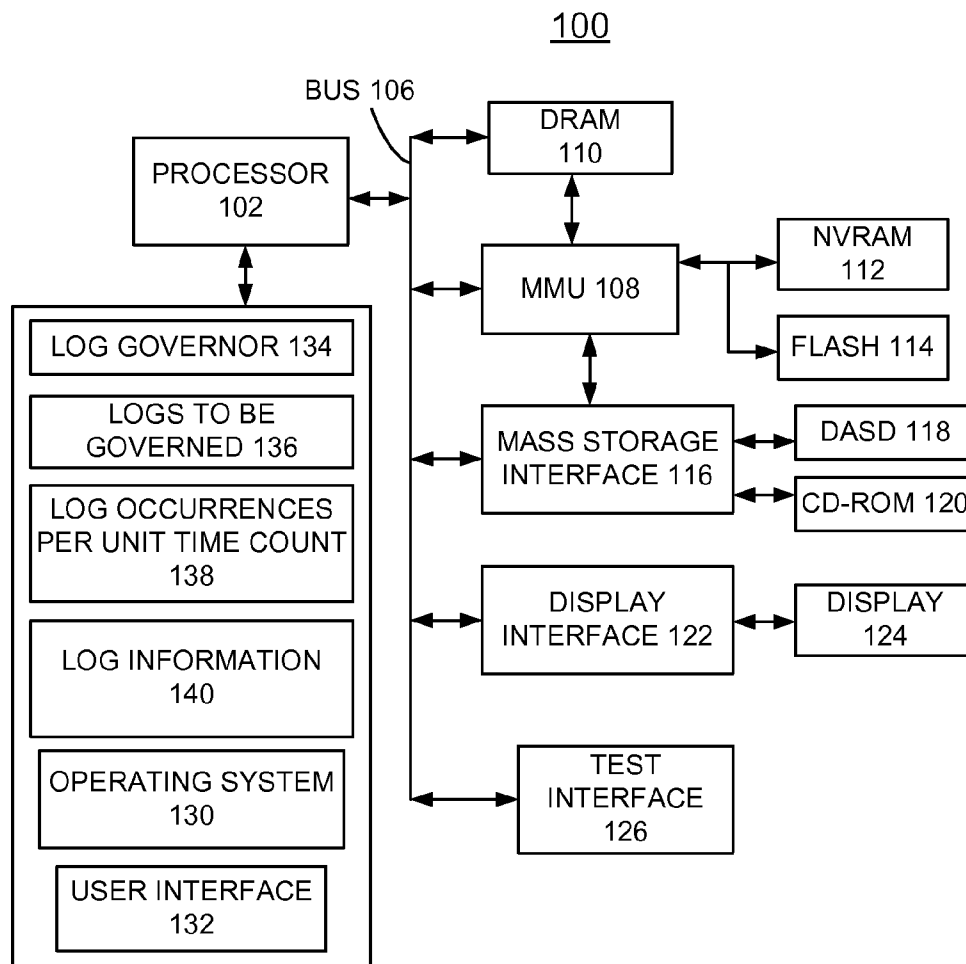 100
BUS 106
DRAM
110
PROCESSOR
102
NVRAM
112
MMU 108
FLASH 114
LOG GOVERNOR 134
LOGS TO BE
GOVERNED 136
MASS STORAGE
INTERFACE 116
DASD 118
CD-ROM 120
LOG OCCURRENCES
PER UNIT TIME COUNT
138
DISPLAY
INTERFACE 122
DISPLAY
124
LOG INFORMATION
140
OPERATING SYSTEM
130
TEST
INTERFACE
126
USER INTERFACE
132